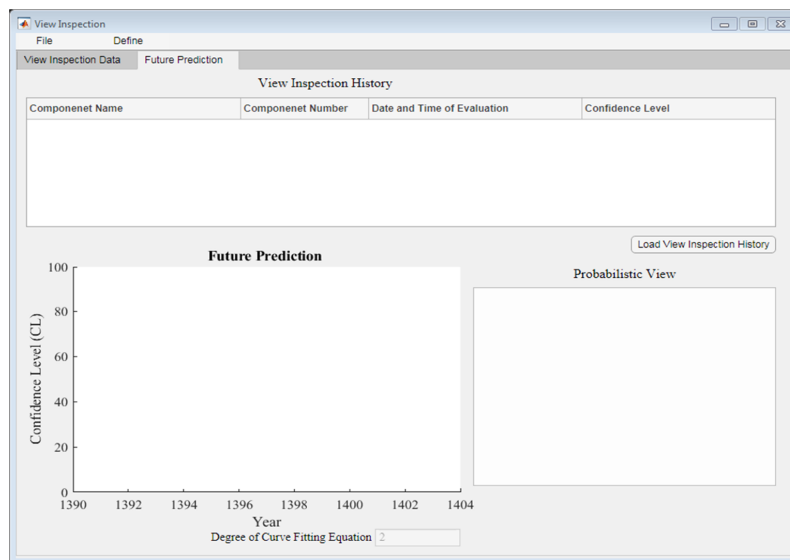 View Inspection
File Define
View Inspection Data Future Prediction
View Inspection History
Componenet Name Componenet Number Date and Time of Evaluation Confidence Level
Load View Inspection History
Future Prediction
Probabilistic View
Confidence Level (CL)
100
80
60
40
20
0
1390 1392 1394 1396 1398 1400 1402 1404
Year
Degree of Curve Fitting Equation 2